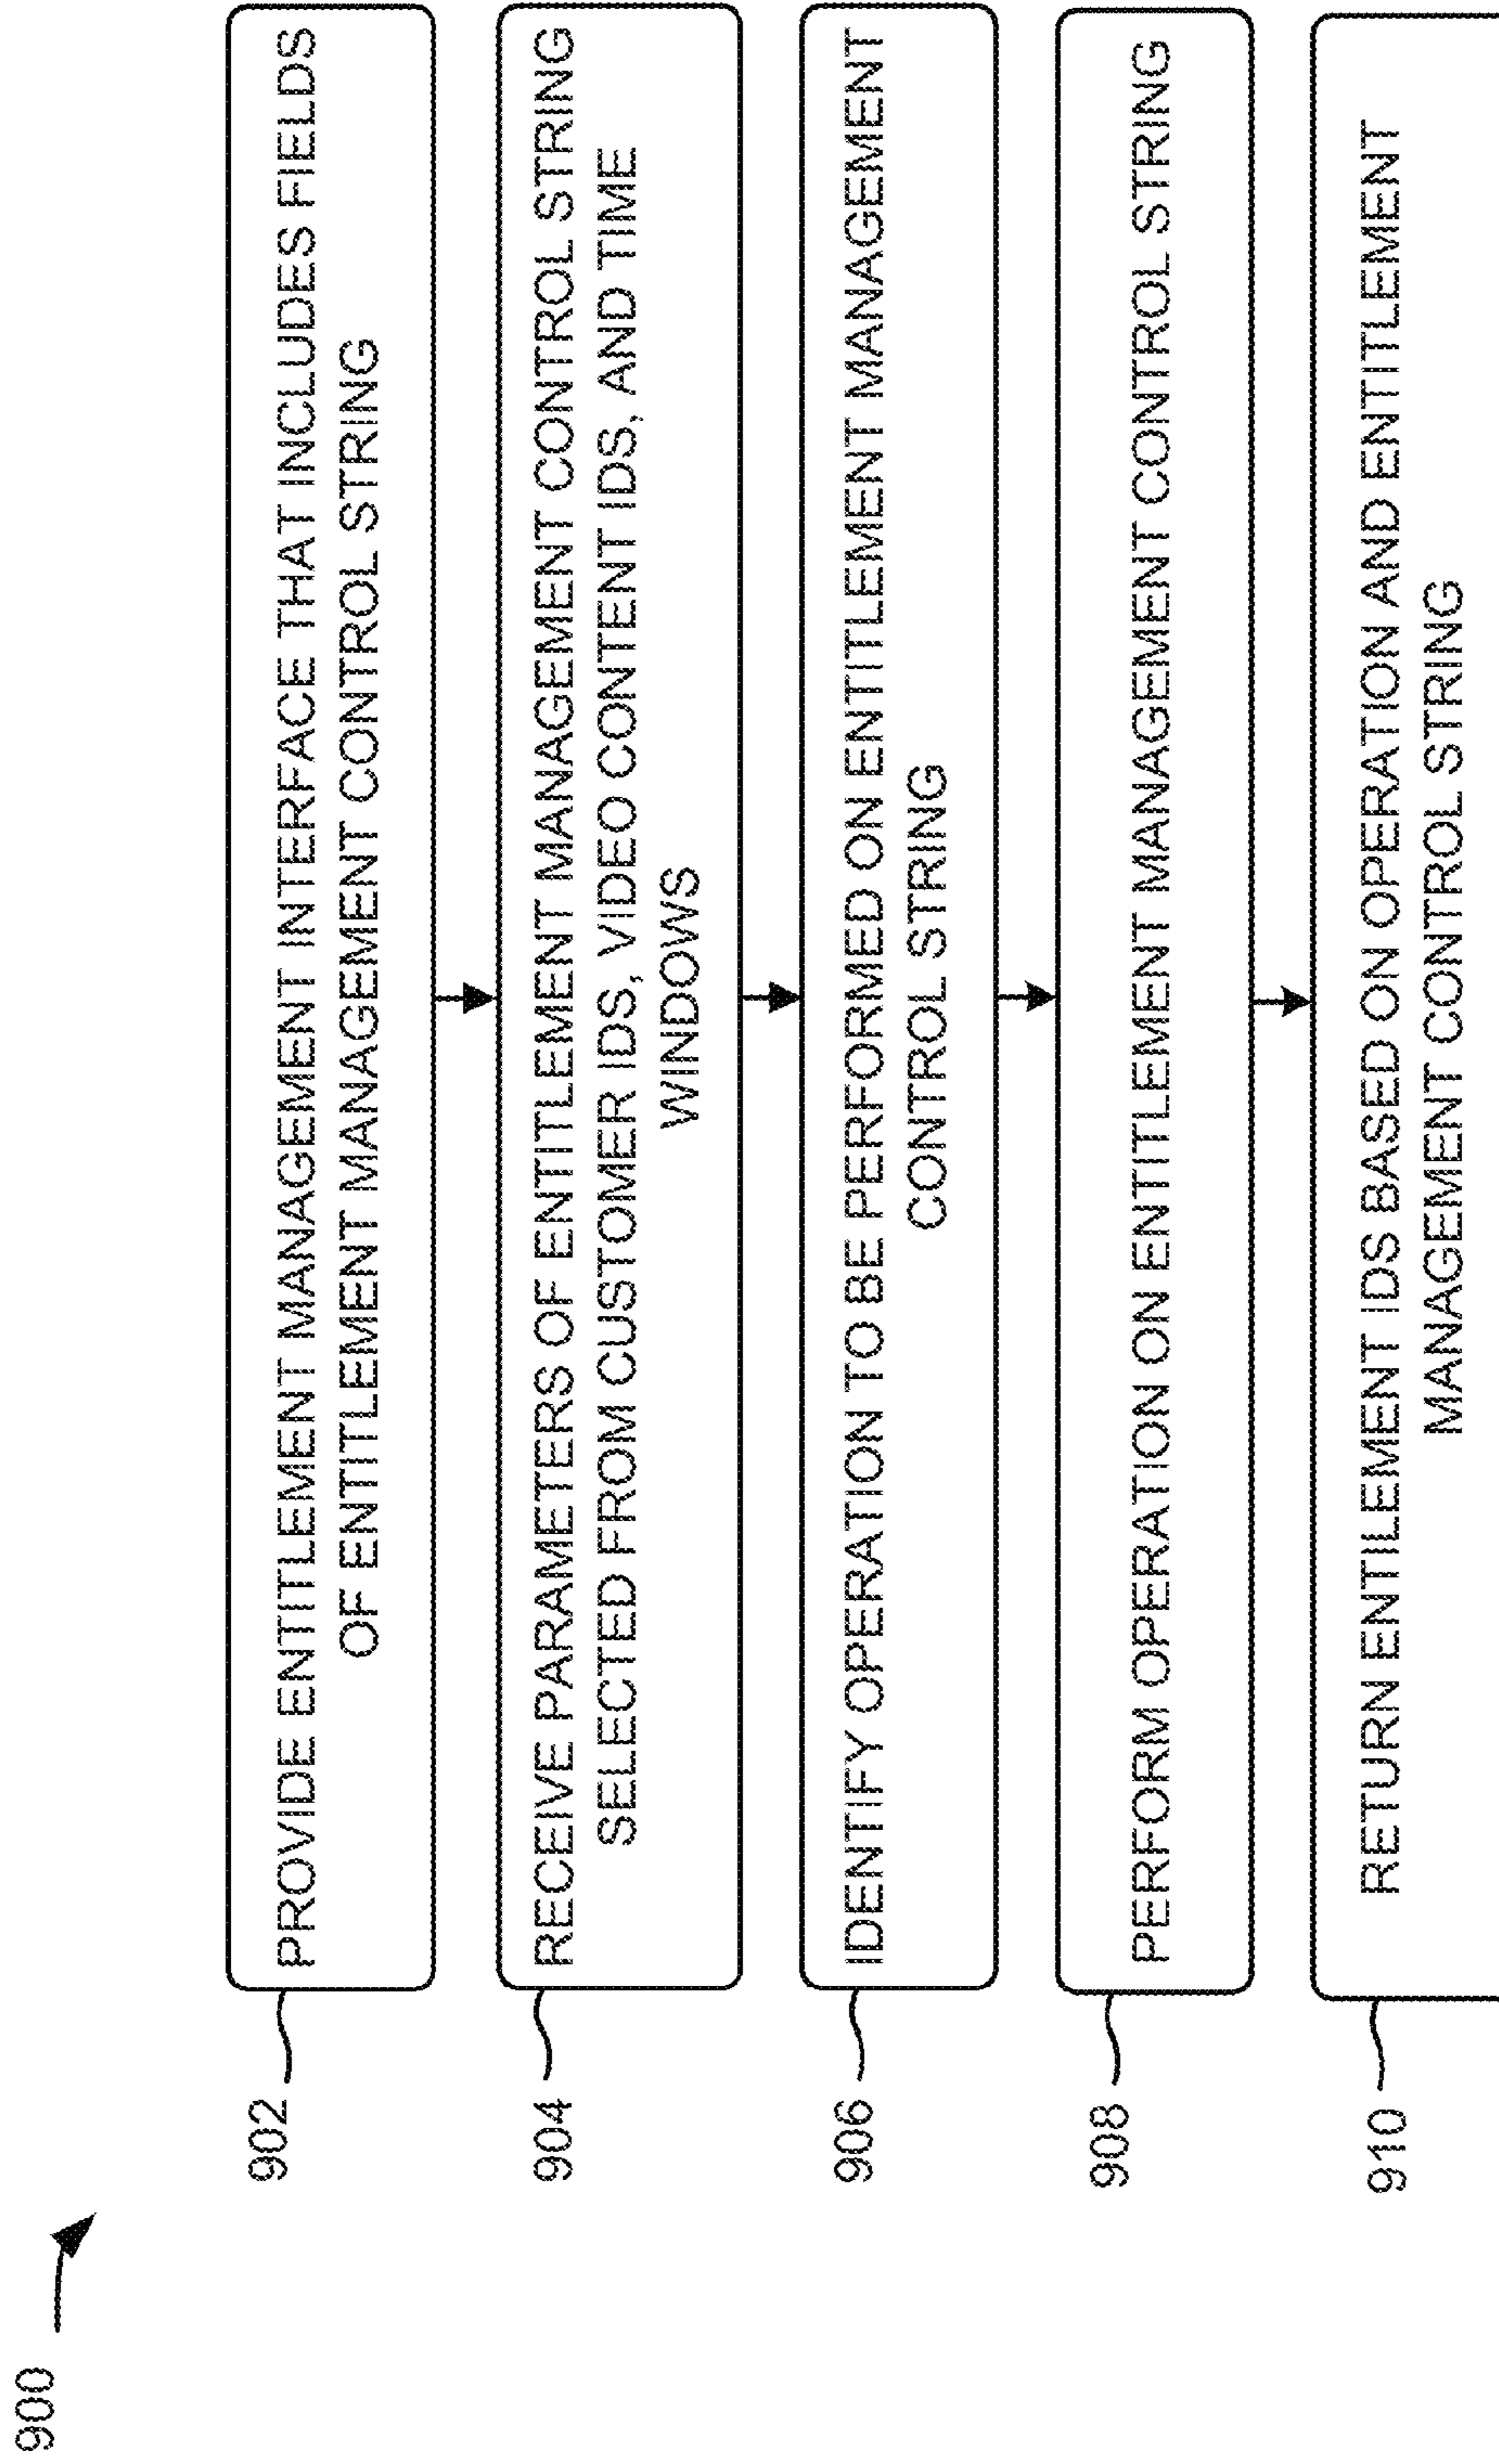 900
902
PROVIDE ENTITLEMENT MANAGEMENT INTERFACE THAT INCLUDES FIELDS
OF ENTITLEMENT MANAGEMENT CONTROL STRING
904
RECEIVE PARAMETERS OF ENTITLEMENT MANAGEMENT CONTROL STRING
SELECTED FROM CUSTOMER IDS, VIDEO CONTENT IDS, AND TIME
WINDOWS
906
IDENTIFY OPERATION TO BE PERFORMED ON ENTITLEMENT MANAGEMENT
CONTROL STRING
908
PERFORM OPERATION ON ENTITLEMENT MANAGEMENT CONTROL STRING
910
RETURN ENTILEMENT IDS BASED ON OPERATION AND ENTITLEMENT
MANAGEMENT CONTROL STRING